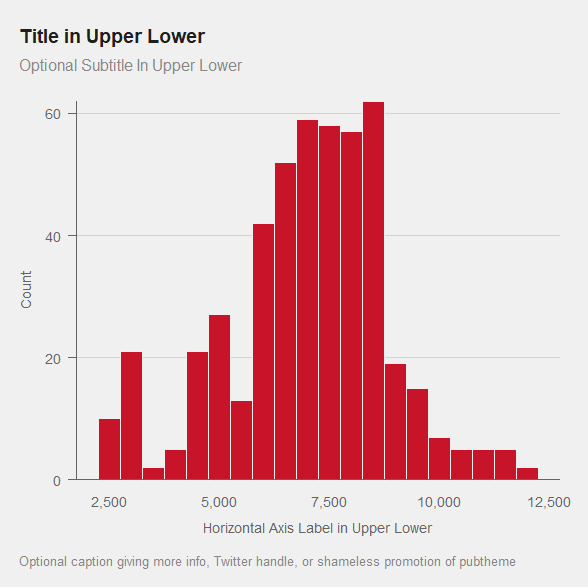 Title in Upper Lower
Optional Subtitle In Upper Lower
60
40
20
0
Count
2,500 5,000 7,500 10,000 12,500
Horizontal Axis Label in Upper Lower
Optional caption giving more info, Twitter handle, or shameless promotion of pubtheme